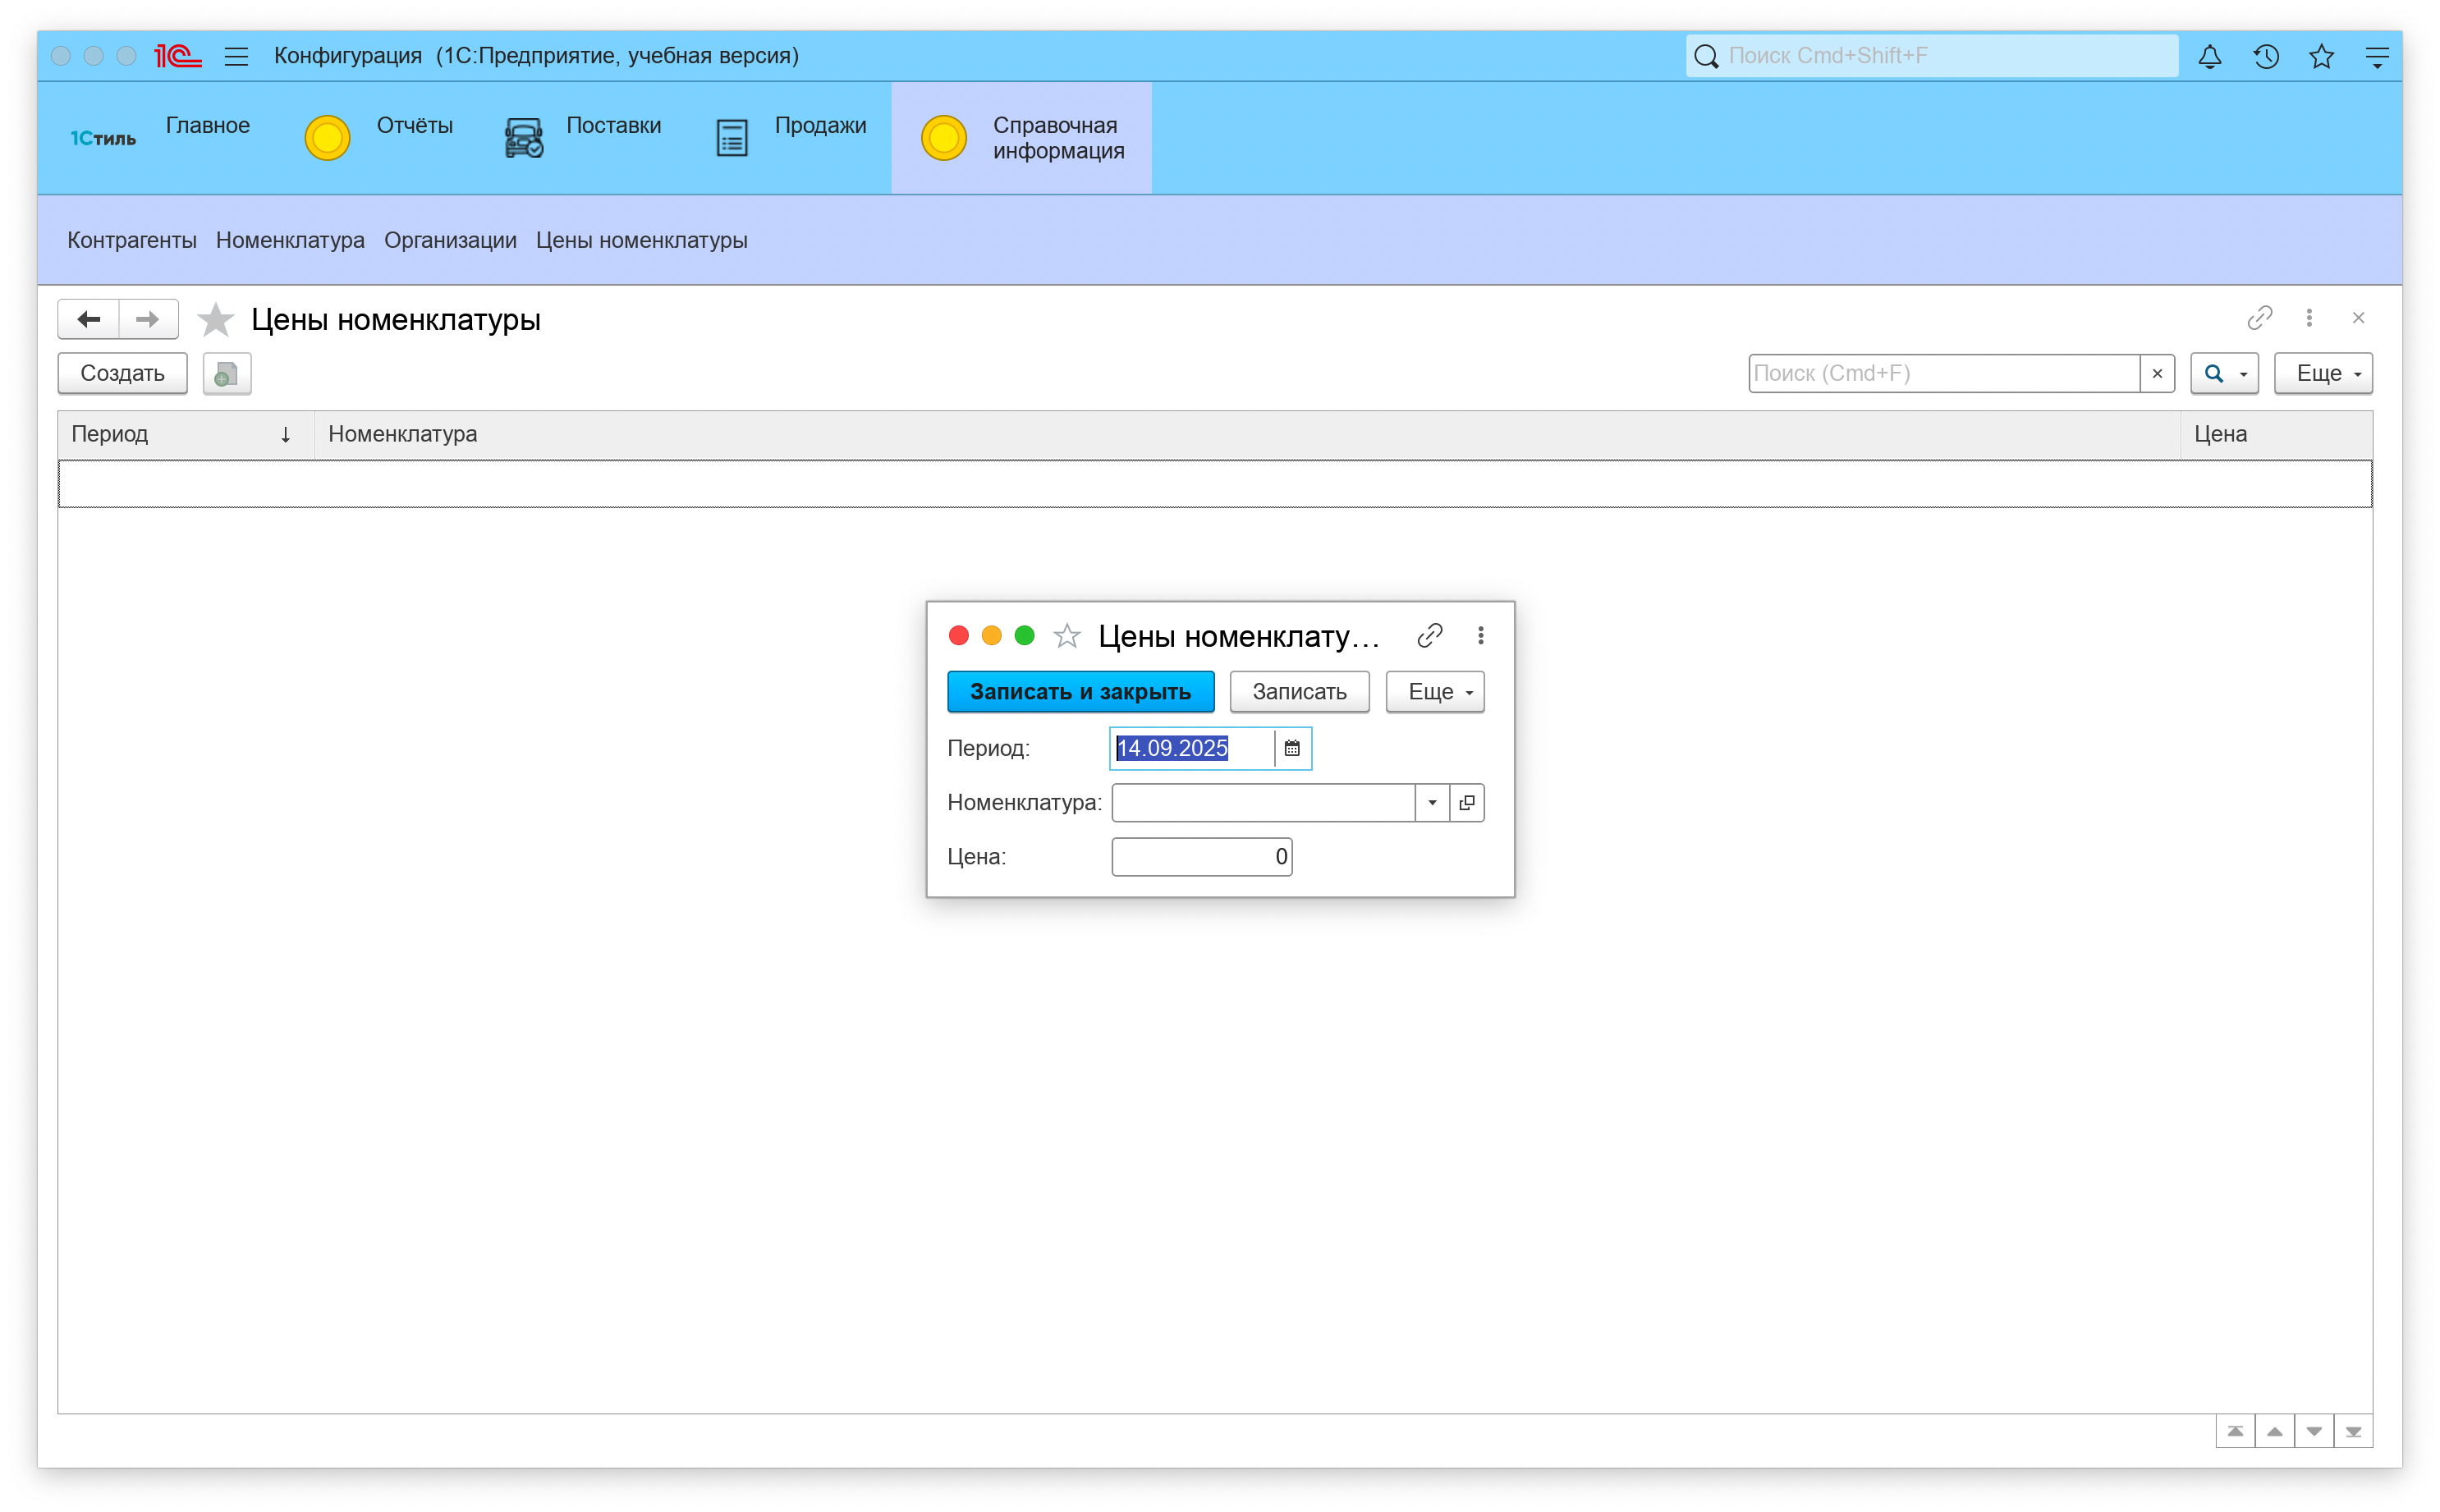 1С Конфигурация (1С:Предприятие, учебная версия) Поиск Cmd+Shift+F
1Стиль Главное Отчёты Поставки Продажи Справочная
информация
Контрагенты Номенклатура Организации Цены номенклатуры
Цены номенклатуры
Создать Поиск (Cmd+F) × Еще
Период ↓ Номенклатура Цена
Цены номенклату...
Записать и закрыть Записать Еще
Период: 14.09.2025
Номенклатура:
Цена: 0